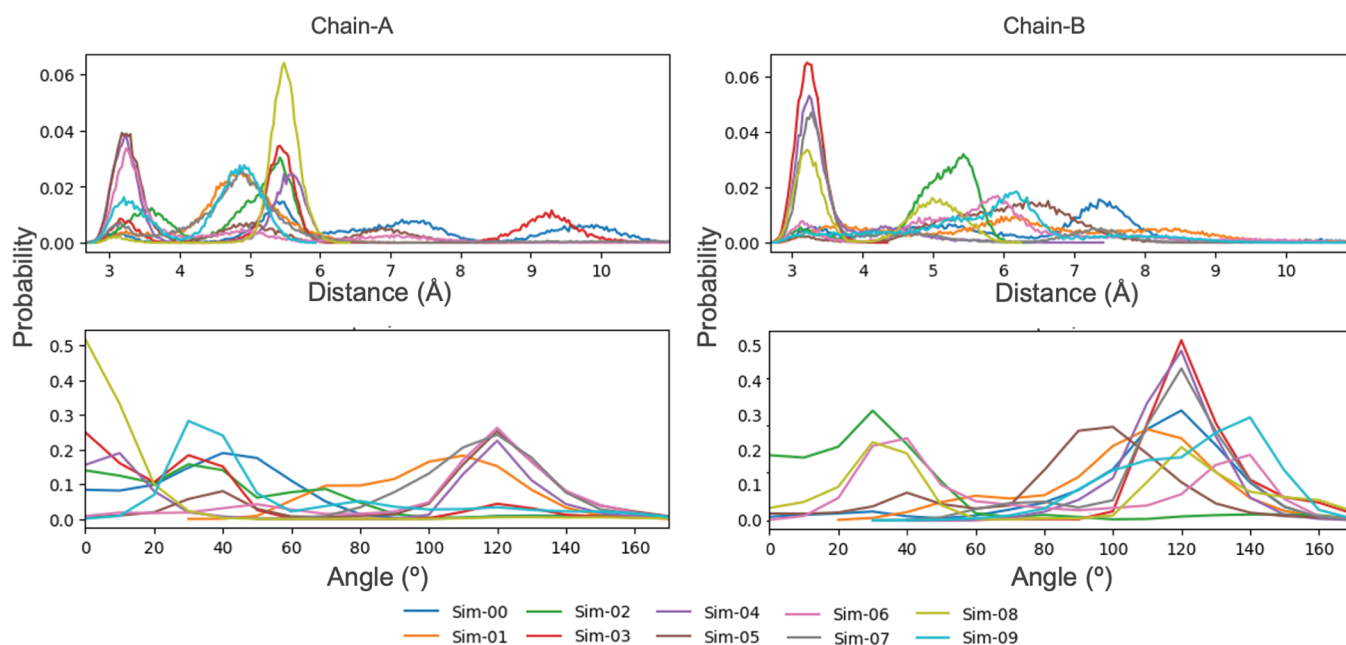 Chain-A
Chain-B
0.06
0.04
0.02
0.00
3 4 5 6 7 8 9 10
Distance (Å)
0.06
0.04
0.02
0.00
3 4 5 6 7 8 9 10
Distance (Å)
Probability
Probability
0.5
0.4
0.3
0.2
0.1
0.0
0 20 40 60 80 100 120 140 160
Angle (º)
0.5
0.4
0.3
0.2
0.1
0.0
0 20 40 60 80 100 120 140 160
Angle (º)
Sim-00 Sim-02 Sim-04 Sim-06 Sim-08
Sim-01 Sim-03 Sim-05 Sim-07 Sim-09